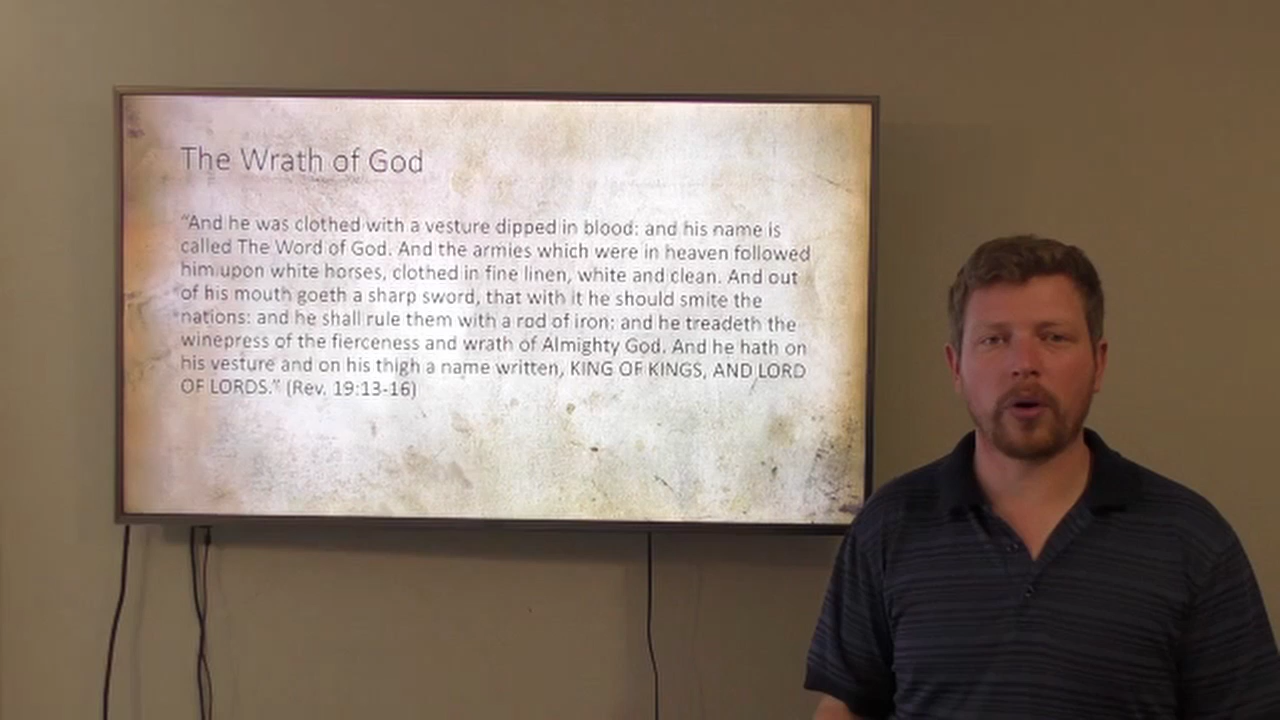 The Wrath of God
“And he was clothed with a vesture dipped in blood: and his name is
called The Word of God. And the armies which were in heaven followed
him upon white horses, clothed in fine linen, white and clean. And out
of his mouth goeth a sharp sword, that with it he should smite the
nations: and he shall rule them with a rod of iron: and he treadeth the
winepress of the fierceness and wrath of Almighty God. And he hath on
his vesture and on his thigh a name written, KING OF KINGS, AND LORD
OF LORDS.” (Rev. 19:13-16)